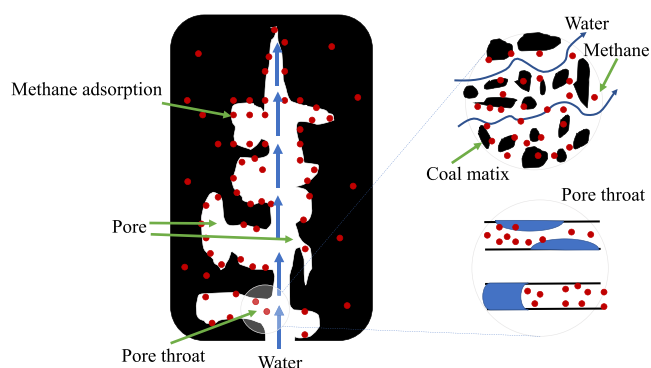 Water
Methane
Methane adsorption
Coal matix
Pore throat
Pore
Pore throat
Water